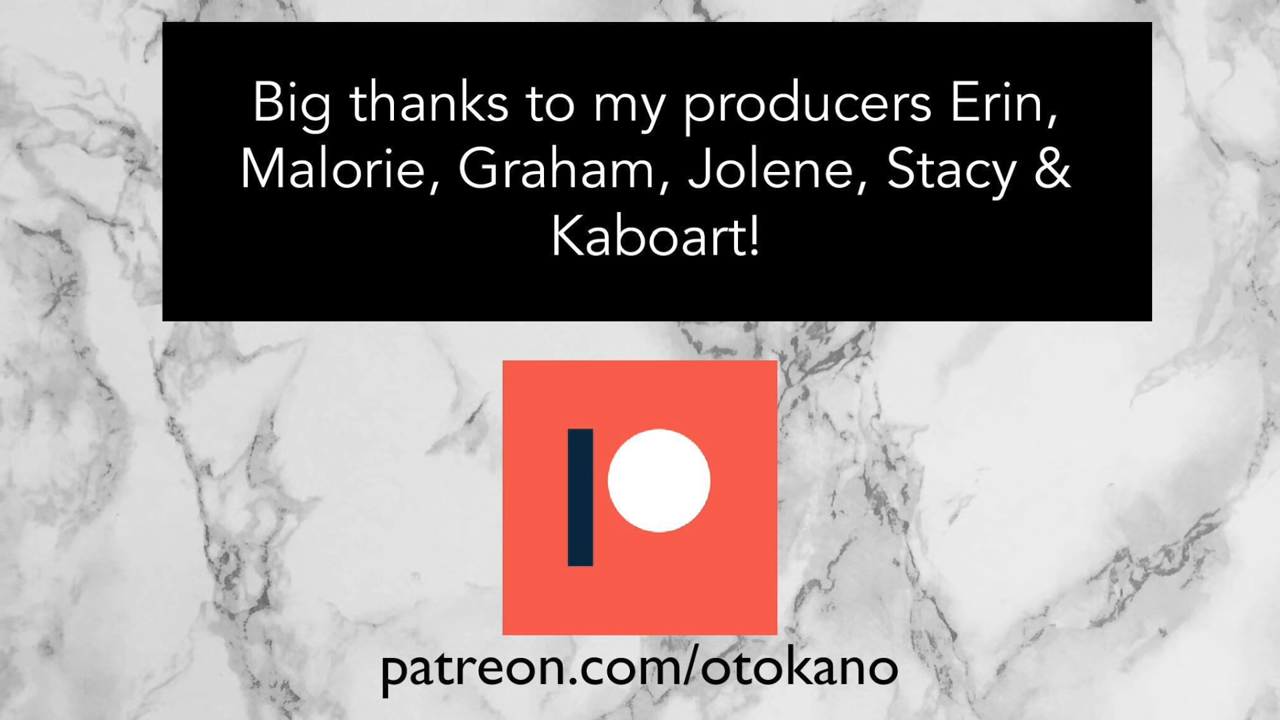 Big thanks to my producers Erin,
Malorie, Graham, Jolene, Stacy &
Kaboart!
patreon.com/otokano